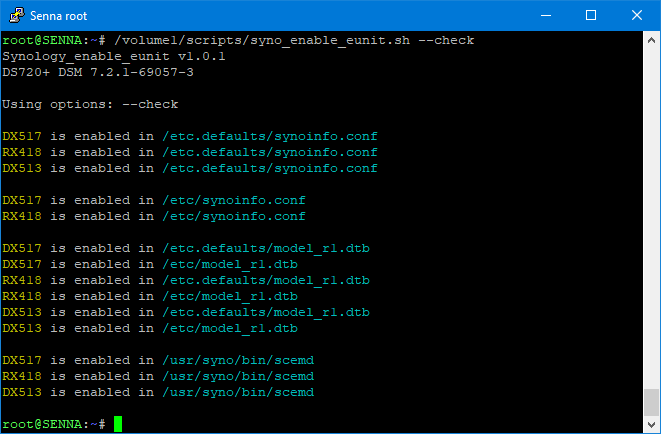 Senna root
root@SENNA:~# /volume1/scripts/syno_enable_eunit.sh --check
Synology_enable_eunit v1.0.1
DS720+ DSM 7.2.1-69057-3
Using options: --check
DX517 is enabled in /etc.defaults/synoinfo.conf
RX418 is enabled in /etc.defaults/synoinfo.conf
DX513 is enabled in /etc.defaults/synoinfo.conf
DX517 is enabled in /etc/synoinfo.conf
RX418 is enabled in /etc/synoinfo.conf
DX517 is enabled in /etc.defaults/model_r1.dtb
DX517 is enabled in /etc/model_r1.dtb
RX418 is enabled in /etc.defaults/model_r1.dtb
RX418 is enabled in /etc/model_r1.dtb
DX513 is enabled in /etc.defaults/model_r1.dtb
DX513 is enabled in /etc/model_r1.dtb
DX517 is enabled in /usr/syno/bin/scemd
RX418 is enabled in /usr/syno/bin/scemd
DX513 is enabled in /usr/syno/bin/scemd
root@SENNA:~#